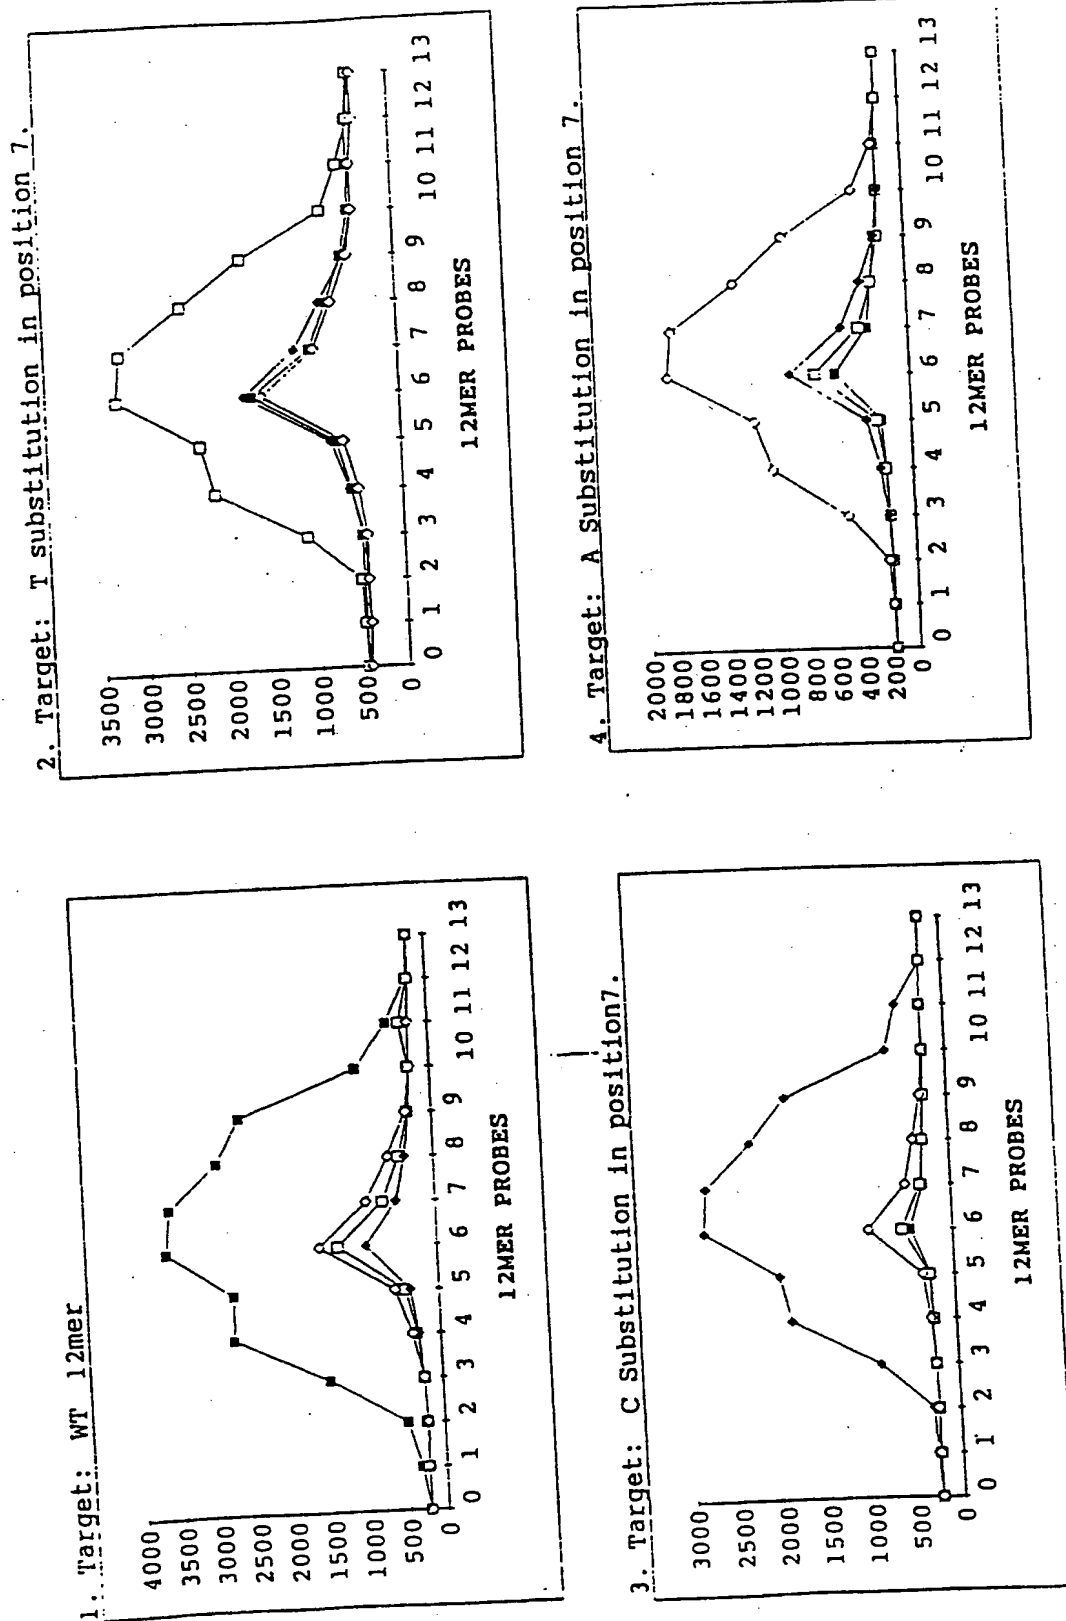 1. Target: WT 12mer
4000
3500
3000
2500
2000
1500
1000
500
0
0 1 2 3 4 5 6 7 8 9 10 11 12 13
12MER PROBES
2. Target: T substitution in position 7.
3500
3000
2500
2000
1500
1000
500
0
0 1 2 3 4 5 6 7 8 9 10 11 12 13
12MER PROBES
3. Target: C Substitution in position7.
3000
2500
2000
1500
1000
500
0
0 1 2 3 4 5 6 7 8 9 10 11 12 13
12MER PROBES
4. Target: A Substitution in position 7.
2000
1800
1600
1400
1200
1000
800
600
400
200
0
0 1 2 3 4 5 6 7 8 9 10 11 12 13
12MER PROBES